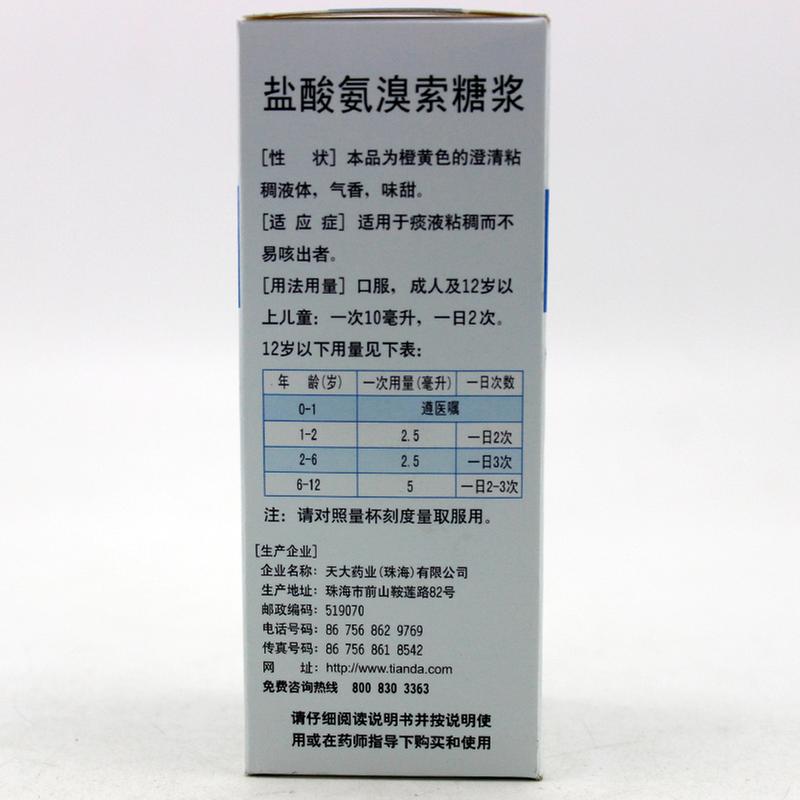 盐酸氨溴索糖浆
[性 状] 本品为橙黄色的澄清粘
稠液体，气香，味甜。
[适应症] 适用于痰液粘稠而不
易咳出者。
[用法用量] 口服，成人及12岁以
上儿童：一次10毫升，一日2次。
12岁以下用量见下表：
年 龄(岁) 一次用量(毫升) 一日次数
0-1 遵医嘱
1-2 2.5 一日2次
2-6 2.5 一日3次
6-12 5 一日2-3次
注：请对照量杯刻度量取服用。
[生产企业]
企业名称：天大药业(珠海)有限公司
生产地址：珠海市前山鞍莲路82号
邮政编码：519070
电话号码：86 756 862 9769
传真号码：86 756 861 8542
网 址：http://www.tianda.com
免费咨询热线 800 830 3363
请仔细阅读说明书并按说明使
用或在药师指导下购买和使用